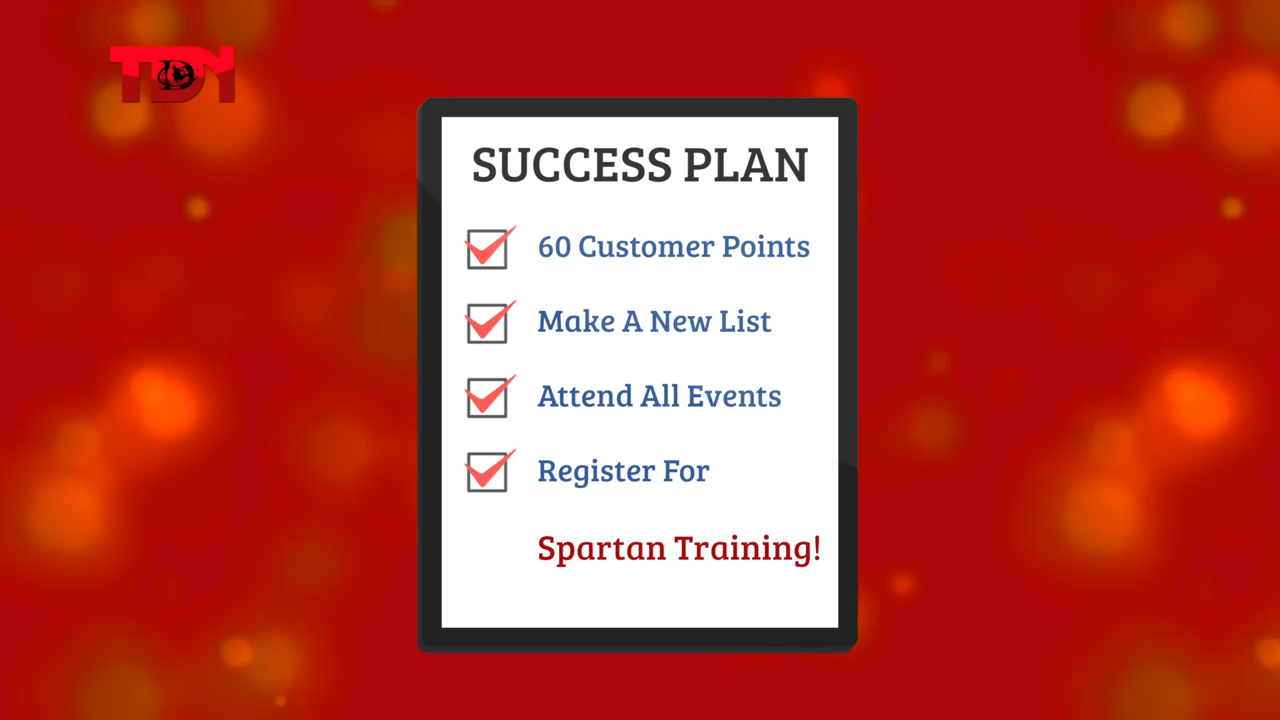 TDN
SUCCESS PLAN
60 Customer Points
Make A New List
Attend All Events
Register For
Spartan Training!